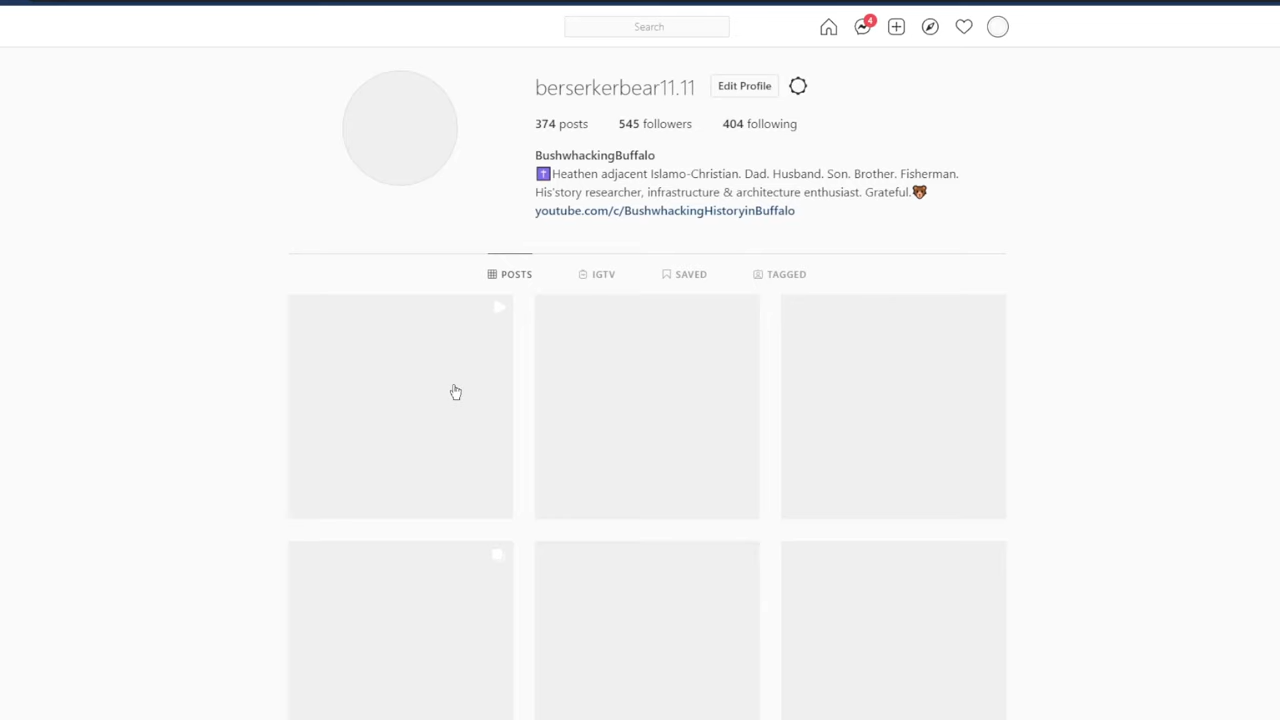 Search
4
berserkerbear11.11 Edit Profile
374 posts 545 followers 404 following
BushwhackingBuffalo
Heathen adjacent Islamo-Christian. Dad. Husband. Son. Brother. Fisherman.
His'story researcher, infrastructure & architecture enthusiast. Grateful.
youtube.com/c/BushwhackingHistoryinBuffalo
POSTS IGTV SAVED TAGGED